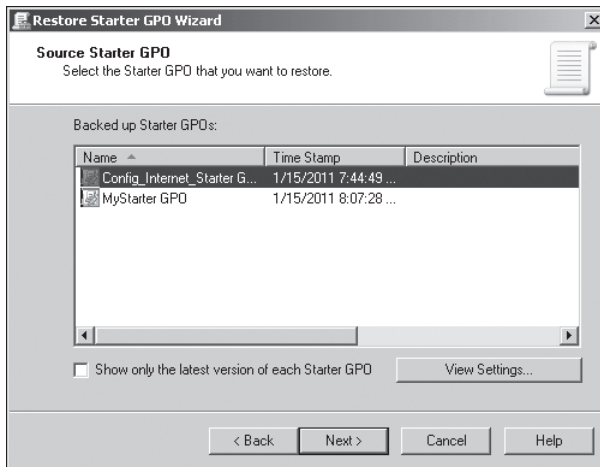 Restore Starter GPO Wizard
Source Starter GPO
Select the Starter GPO that you want to restore.
Backed up Starter GPOs:
Name Time Stamp Description
Config_Internet_Starter G... 1/15/2011 7:44:49 ...
MyStarter GPO 1/15/2011 8:07:28 ...
Show only the latest version of each Starter GPO View Settings...
< Back Next > Cancel Help